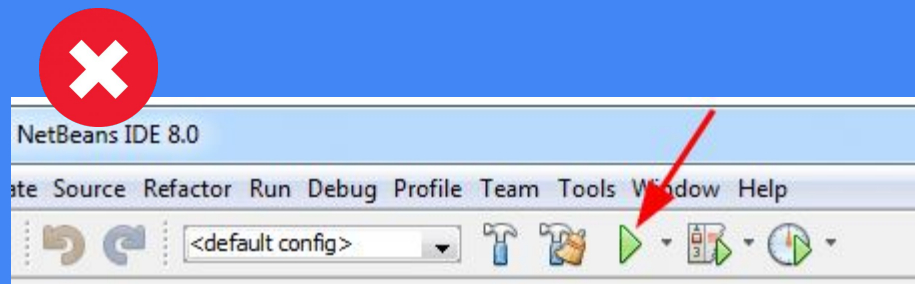 NetBeans IDE 8.0
ate Source Refactor Run Debug Profile Team Tools Window Help
<default config>